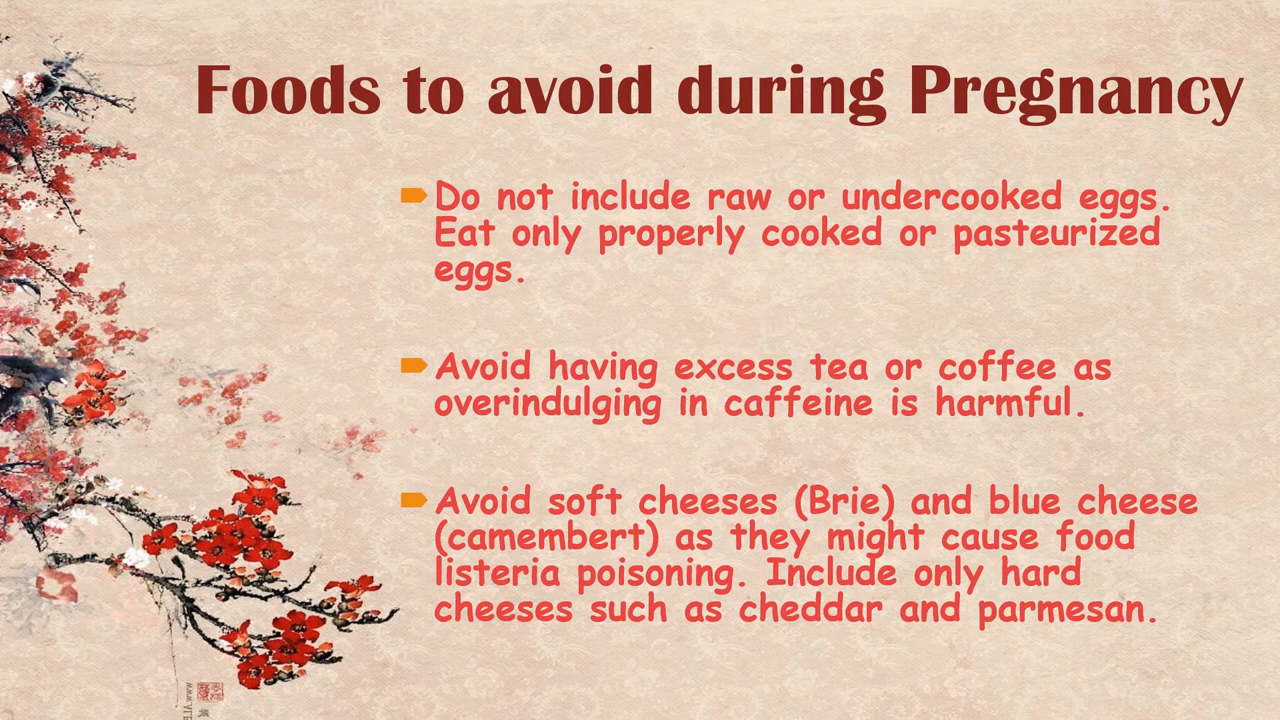 Foods to avoid during Pregnancy
Do not include raw or undercooked eggs.
Eat only properly cooked or pasteurized
eggs.
Avoid having excess tea or coffee as
overindulging in caffeine is harmful.
Avoid soft cheeses (Brie) and blue cheese
(camembert) as they might cause food
listeria poisoning. Include only hard
cheeses such as cheddar and parmesan.